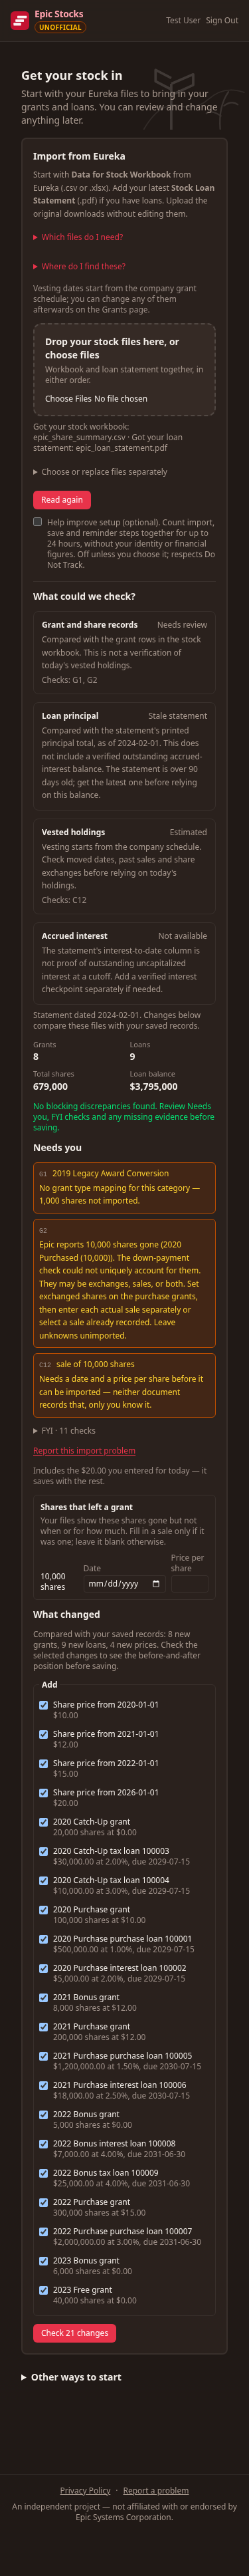 Epic Stocks
UNOFFICIAL
Test User Sign Out
Get your stock in
Start with your Eureka files to bring in your
grants and loans. You can review and change
anything later.
Import from Eureka
Start with Data for Stock Workbook from
Eureka (.csv or .xlsx). Add your latest Stock Loan
Statement (.pdf) if you have loans. Upload the
original downloads without editing them.
Which files do I need?
Where do I find these?
Vesting dates start from the company grant
schedule; you can change any of them
afterwards on the Grants page.
Drop your stock files here, or
choose files
Workbook and loan statement together, in
either order.
Choose Files No file chosen
Got your stock workbook:
epic_share_summary.csv · Got your loan
statement: epic_loan_statement.pdf
Choose or replace files separately
Read again
Help improve setup (optional). Count import,
save and reminder steps together for up to
24 hours, without your identity or financial
figures. Off unless you choose it; respects Do
Not Track.
What could we check?
Grant and share records Needs review
Compared with the grant rows in the stock
workbook. This is not a verification of
today's vested holdings.
Checks: G1, G2
Loan principal Stale statement
Compared with the statement's printed
principal total, as of 2024-02-01. This does
not include a verified outstanding accrued-
interest balance. The statement is over 90
days old; get the latest one before relying
on this balance.
Vested holdings Estimated
Vesting starts from the company schedule.
Check moved dates, past sales and share
exchanges before relying on today's
holdings.
Checks: C12
Accrued interest Not available
The statement's interest-to-date column is
not proof of outstanding uncapitalized
interest at a cutoff. Add a verified interest
checkpoint separately if needed.
Statement dated 2024-02-01. Changes below
compare these files with your saved records.
Grants Loans
8 9
Total shares Loan balance
679,000 $3,795,000
No blocking discrepancies found. Review Needs
you, FYI checks and any missing evidence before
saving.
Needs you
G1 2019 Legacy Award Conversion
No grant type mapping for this category —
1,000 shares not imported.
G2
Epic reports 10,000 shares gone (2020
Purchased (10,000)). The down-payment
check could not uniquely account for them.
They may be exchanges, sales, or both. Set
exchanged shares on the purchase grants,
then enter each actual sale separately or
select a sale already recorded. Leave
unknowns unimported.
C12 sale of 10,000 shares
Needs a date and a price per share before it
can be imported — neither document
records that, only you know it.
FYI · 11 checks
Report this import problem
Includes the $20.00 you entered for today — it
saves with the rest.
Shares that left a grant
Your files show these shares gone but not
when or for how much. Fill in a sale only if it
was one; leave it blank otherwise.
10,000
shares
Date
mm/dd/yyyy
Price per
share
What changed
Compared with your saved records: 8 new
grants, 9 new loans, 4 new prices. Check the
selected changes to see the before-and-after
position before saving.
Add
Share price from 2020-01-01
$10.00
Share price from 2021-01-01
$12.00
Share price from 2022-01-01
$15.00
Share price from 2026-01-01
$20.00
2020 Catch-Up grant
20,000 shares at $0.00
2020 Catch-Up tax loan 100003
$30,000.00 at 2.00%, due 2029-07-15
2020 Catch-Up tax loan 100004
$10,000.00 at 3.00%, due 2029-07-15
2020 Purchase grant
100,000 shares at $10.00
2020 Purchase purchase loan 100001
$500,000.00 at 1.00%, due 2029-07-15
2020 Purchase interest loan 100002
$5,000.00 at 2.00%, due 2029-07-15
2021 Bonus grant
8,000 shares at $12.00
2021 Purchase grant
200,000 shares at $12.00
2021 Purchase purchase loan 100005
$1,200,000.00 at 1.50%, due 2030-07-15
2021 Purchase interest loan 100006
$18,000.00 at 2.50%, due 2030-07-15
2022 Bonus grant
5,000 shares at $0.00
2022 Bonus interest loan 100008
$7,000.00 at 4.00%, due 2031-06-30
2022 Bonus tax loan 100009
$25,000.00 at 4.00%, due 2031-06-30
2022 Purchase grant
300,000 shares at $15.00
2022 Purchase purchase loan 100007
$2,000,000.00 at 3.00%, due 2031-06-30
2023 Bonus grant
6,000 shares at $0.00
2023 Free grant
40,000 shares at $0.00
Check 21 changes
Other ways to start
Privacy Policy · Report a problem
An independent project — not affiliated with or endorsed by
Epic Systems Corporation.